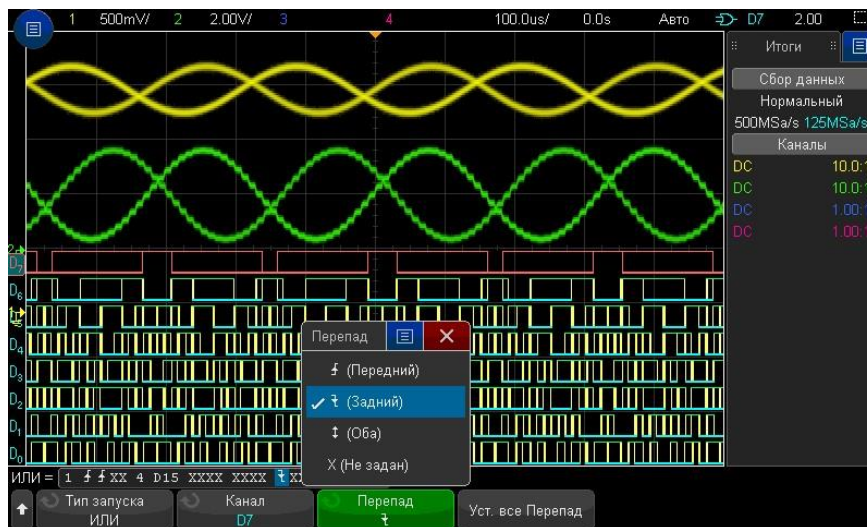 1 500mV/ 2 2.00V/ 3 4 100.0us/ 0.0s Авто D7 2.00
Итоги
Сбор данных
Нормальный
500MSa/s 125MSa/s
Каналы
DC 10.0:1
DC 10.0:1
DC 1.00:1
DC 1.00:1
D7
D6
D4
D3
D2
D1
D0
Перепад
(Передний)
(Задний)
(Оба)
X (Не задан)
ИЛИ = 1 XX 4 D15 XXXX XXXX
Тип запуска
ИЛИ
Канал
D7
Перепад
Уст. все Перепад